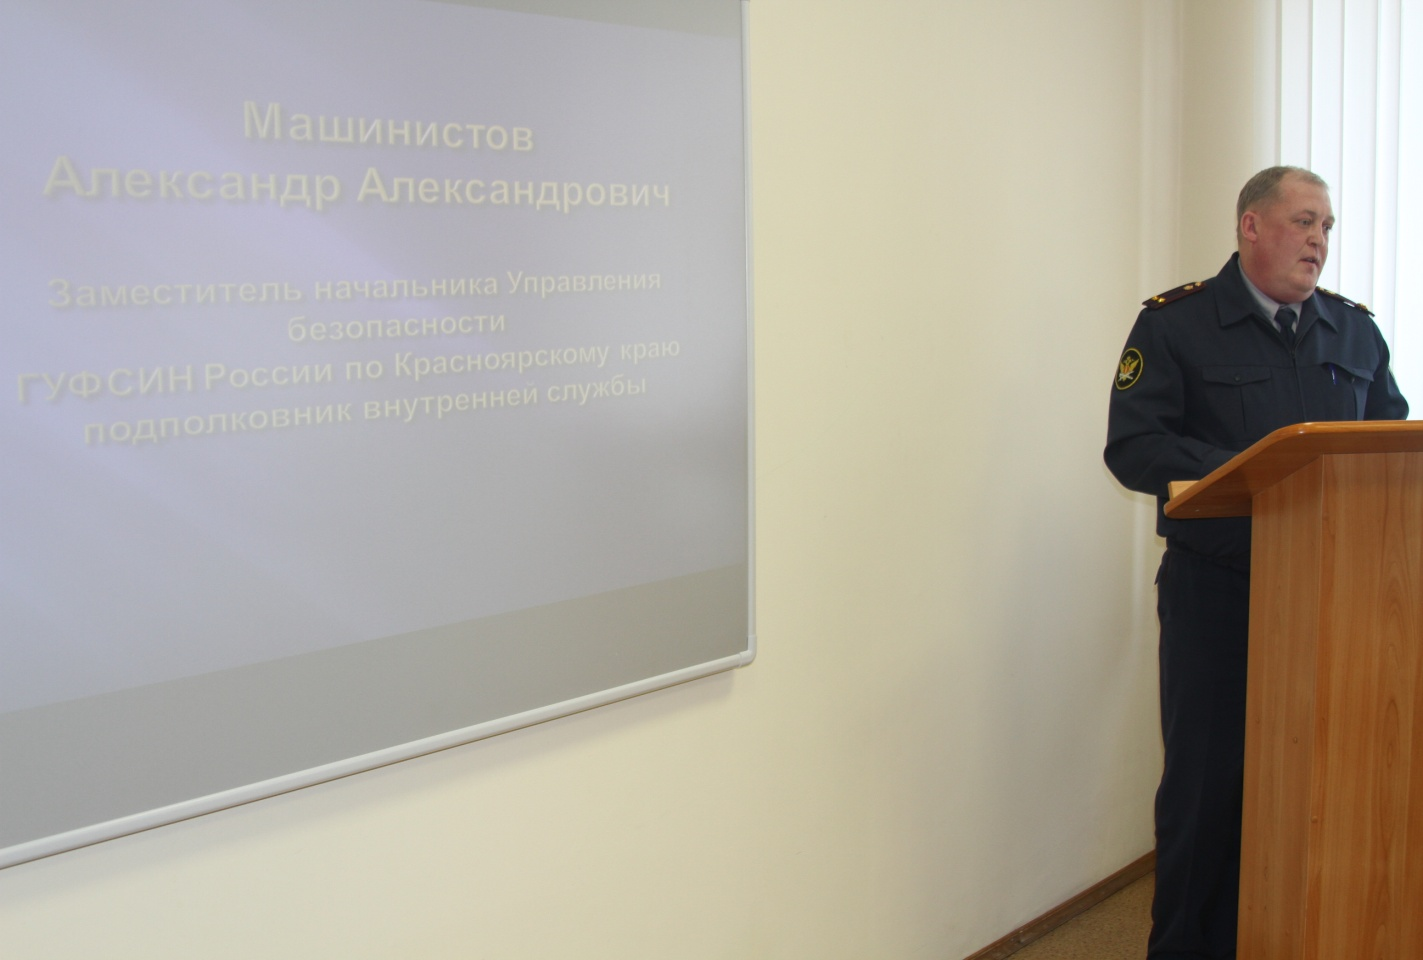 Машинистов
Александр Александрович
Заместитель начальника Управления
безопасности
ГУФСИН России по Красноярскому краю
подполковник внутренней службы